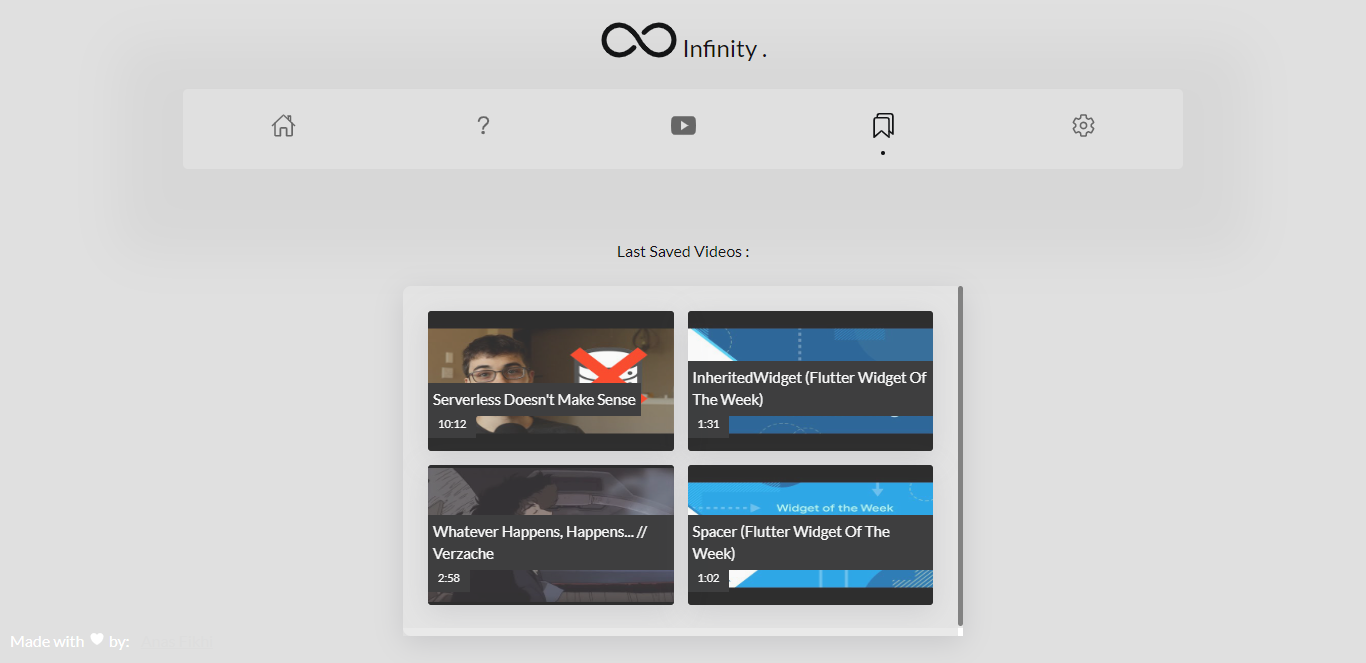 Infinity .
?
Last Saved Videos :
Serverless Doesn't Make Sense
10:12
InheritedWidget (Flutter Widget Of
The Week)
1:31
Whatever Happens, Happens... //
Verzache
2:58
Widget of the Week
Spacer (Flutter Widget Of The
Week)
1:02
Made with by: